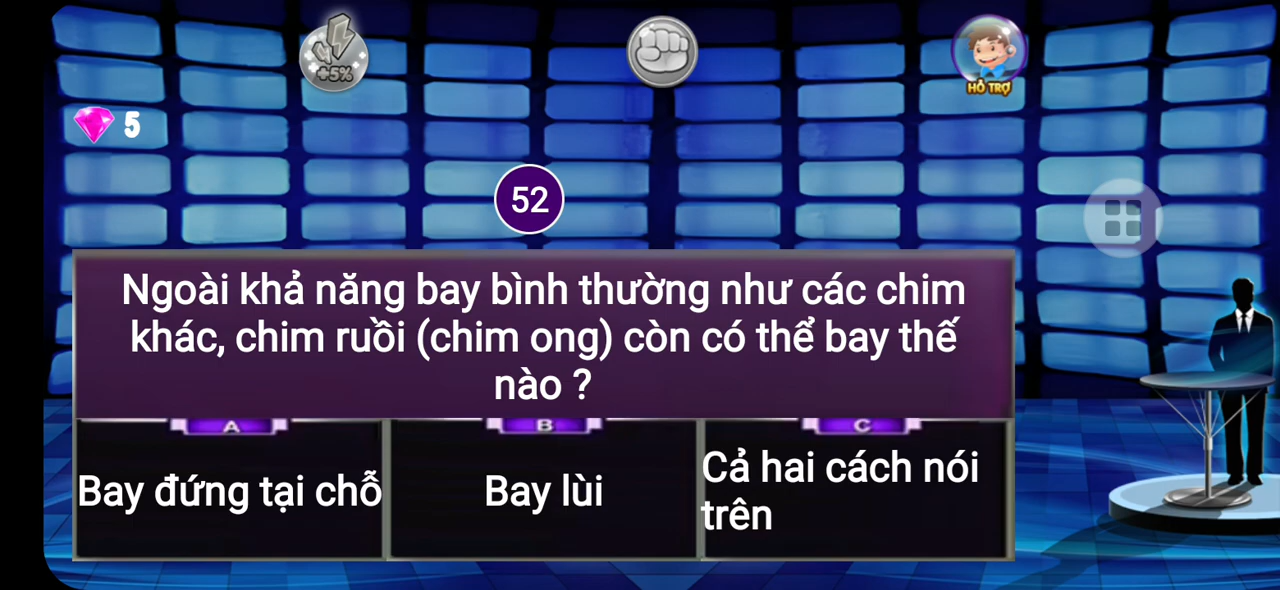 +5%
HỖ TRỢ
5
52
Ngoài khả năng bay bình thường như các chim
khác, chim ruồi (chim ong) còn có thể bay thế
nào ?
A
B
C
Bay đứng tại chỗ
Bay lùi
Cả hai cách nói
trên